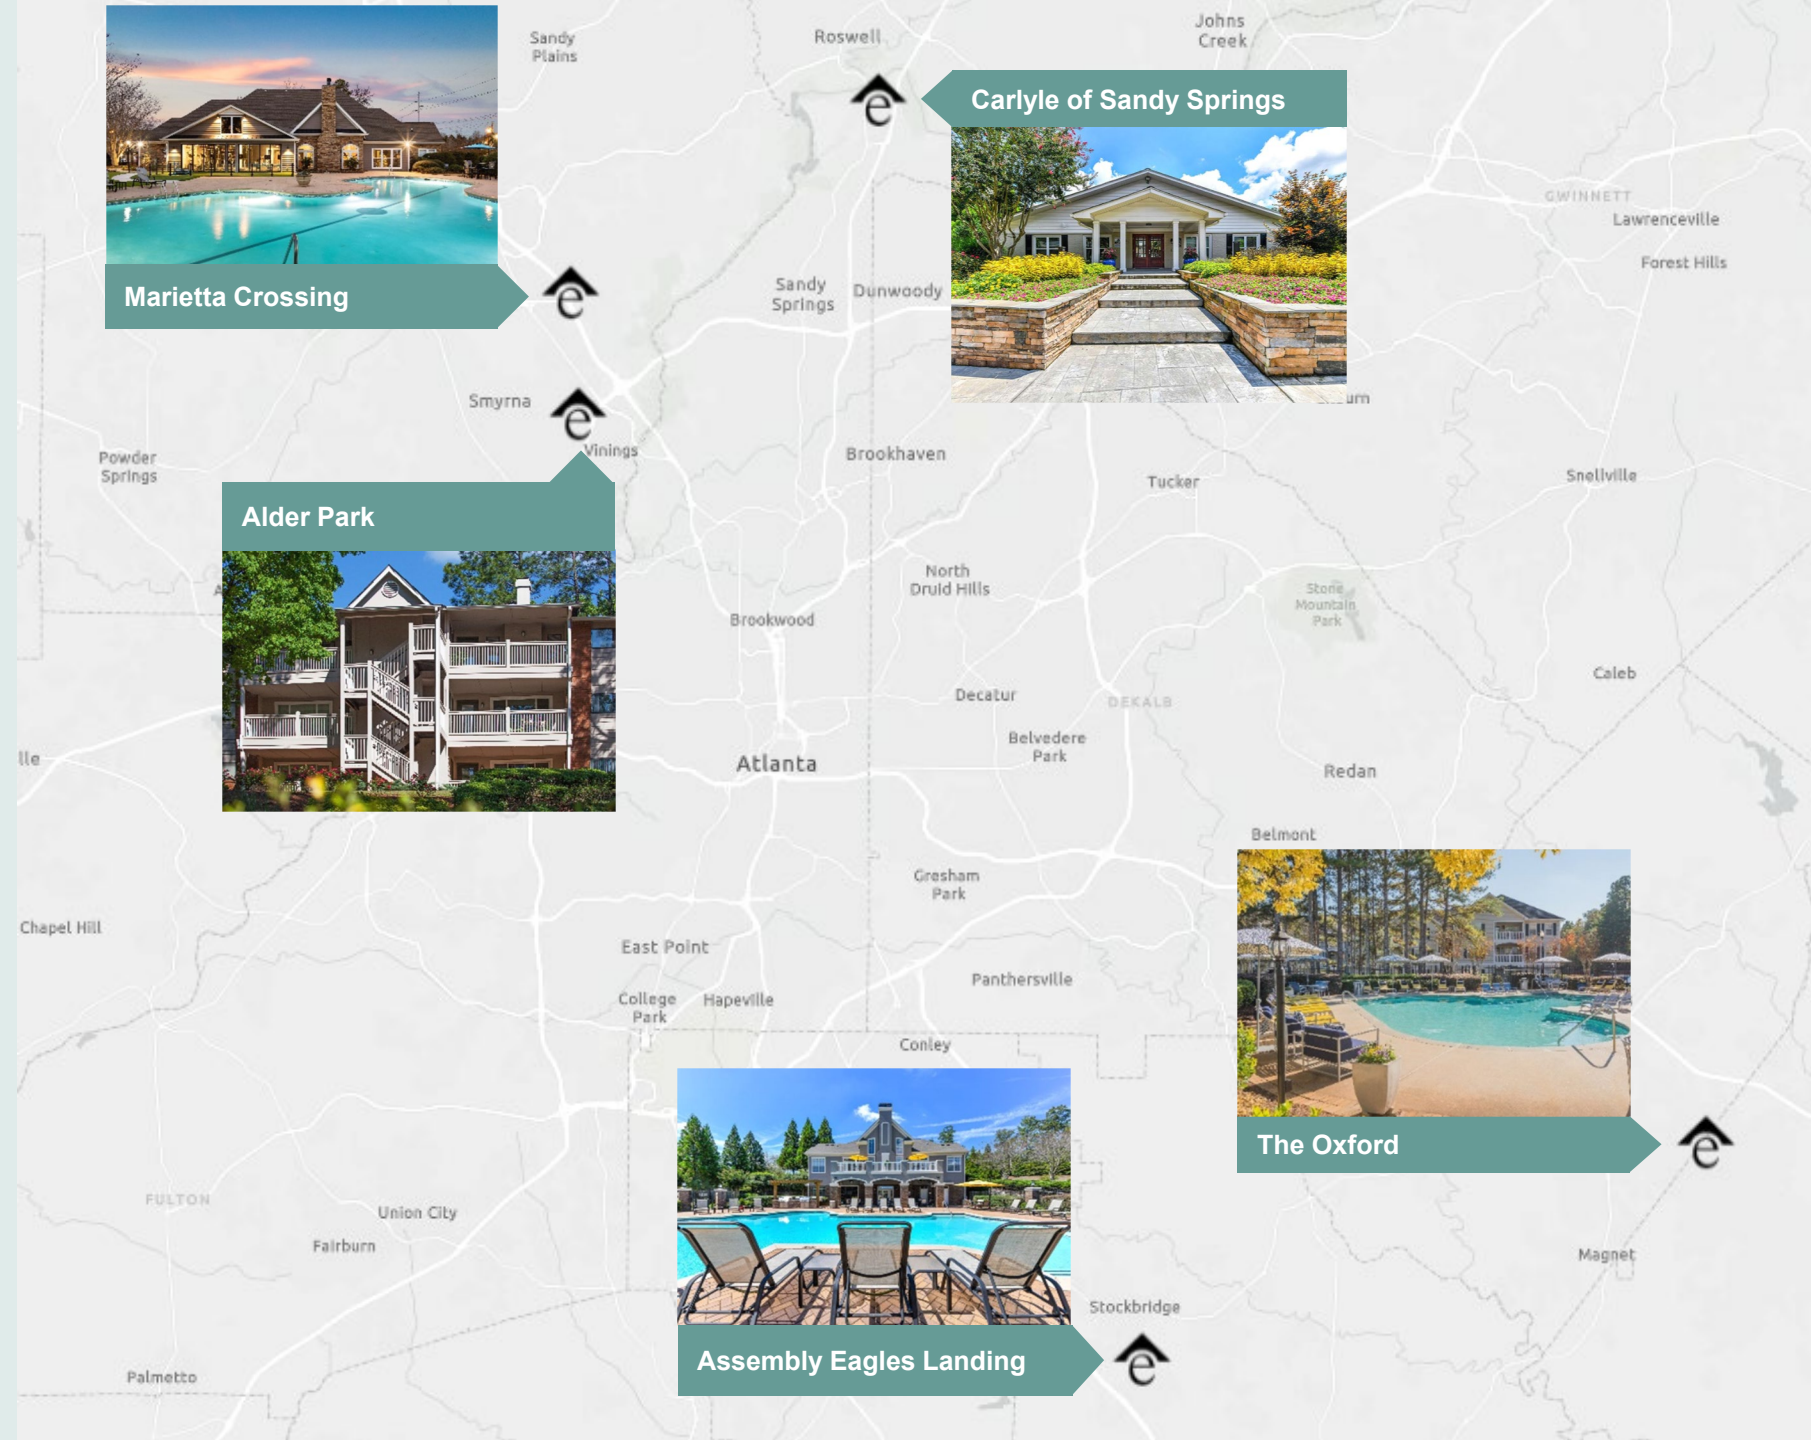 Sandy
Plains
Roswell
Johns
Creek
e
Carlyle of Sandy Springs
GWINNETT
Lawrenceville
Forest Hills
Marietta Crossing
e
Sandy
Springs
Dunwoody
Smyrna
e
Vinings
Powder
Springs
Brookhaven
Tucker
Snellville
Alder Park
North
Druid Hills
Stone
Mountain
Park
Brookwood
Caleb
Decatur
DEKALB
Belvedere
Park
lle
Atlanta
Redan
Belmont
Gresham
Park
Chapel Hill
East Point
Panthersville
College
Park
Hapeville
Conley
The Oxford
e
FULTON
Union City
Fairburn
Magnet
Stockbridge
Assembly Eagles Landing
e
Palmetto